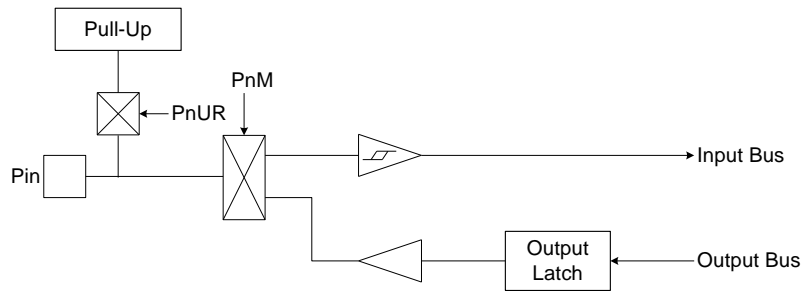 Pull-Up
PnM
PnUR
Pin
Input Bus
Output
Latch
Output Bus